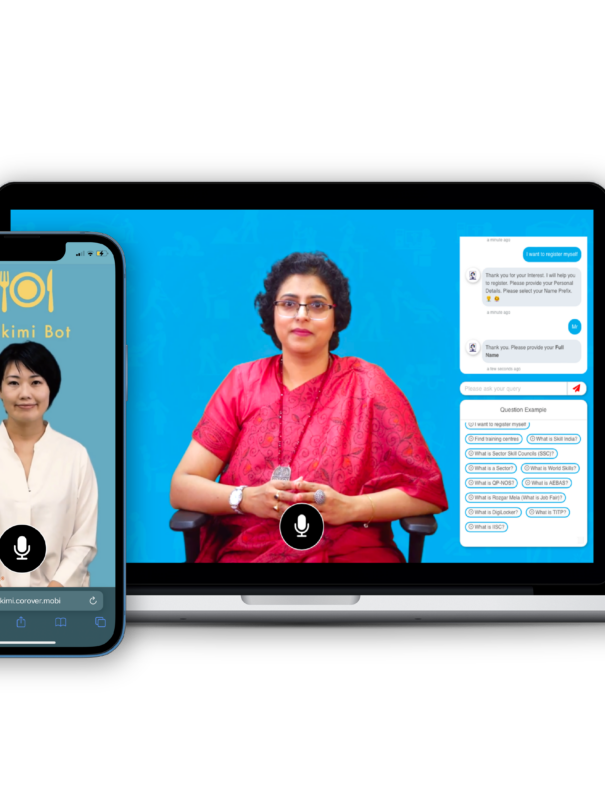 kimi Bot
kimi.corover.mobi
a minute ago
I want to register myself
Thank you for your interest. I will help you
to register. Please provide your Personal
Details. Please select your Name Prefix.
a minute ago
Mr
Thank you. Please provide your Full
Name
a few seconds ago
Please ask your query
Question Example
I want to register myself
Find training centres
What is Skill India?
What is Sector Skill Councils (SSC)?
What is a Sector?
What is World Skills?
What is QP-NOS?
What is AEBAS?
What is Rozgar Mela (What is Job Fair)?
What is DigiLocker?
What is TITP?
What is IISC?